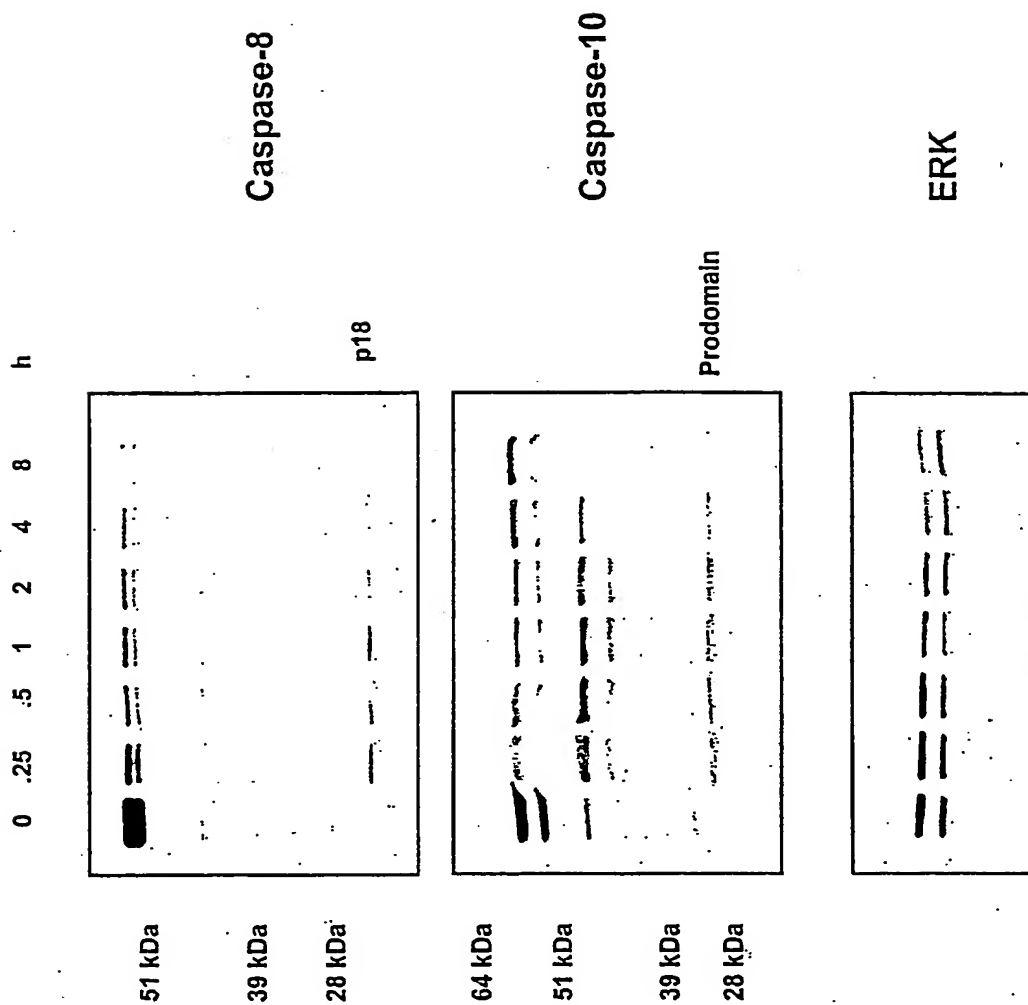 0 .25 .5 1 2 4 8 h
51 kDa
39 kDa
28 kDa
p18
Caspase-8
64 kDa
51 kDa
39 kDa
28 kDa
Prodomain
Caspase-10
ERK